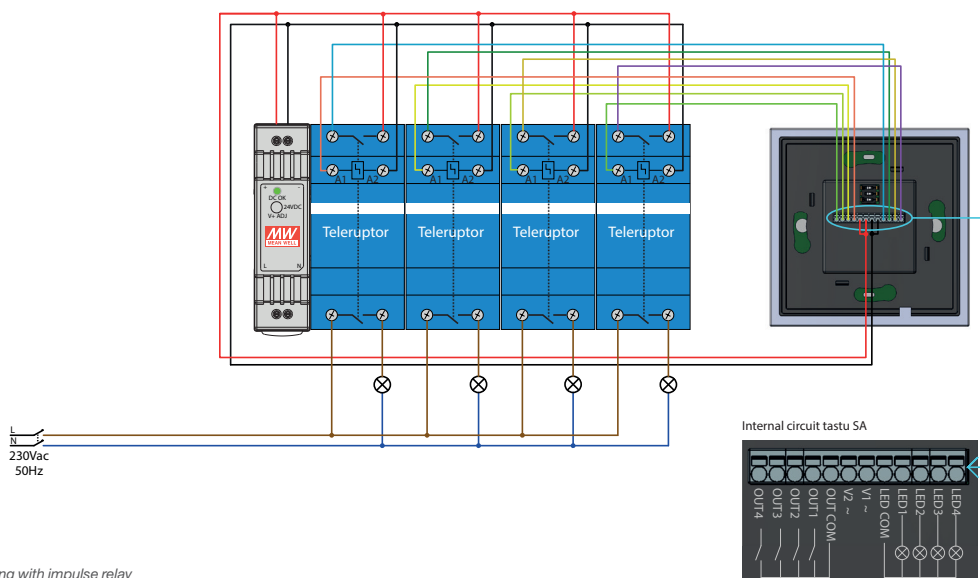 A1 A2 A1 A2 A1 A2 A1 A2
+ -
DC OK
24VDC
V+ ADJ
MW
MEAN WELL
L N
Teleruptor Teleruptor Teleruptor Teleruptor
L
N
230Vac
50Hz
Internal circuit tastu SA
OUT4
OUT3
OUT2
OUT1
OUT COM
V2 ~
V1 ~
LED COM
LED1
LED2
LED3
LED4
ng with impulse relay